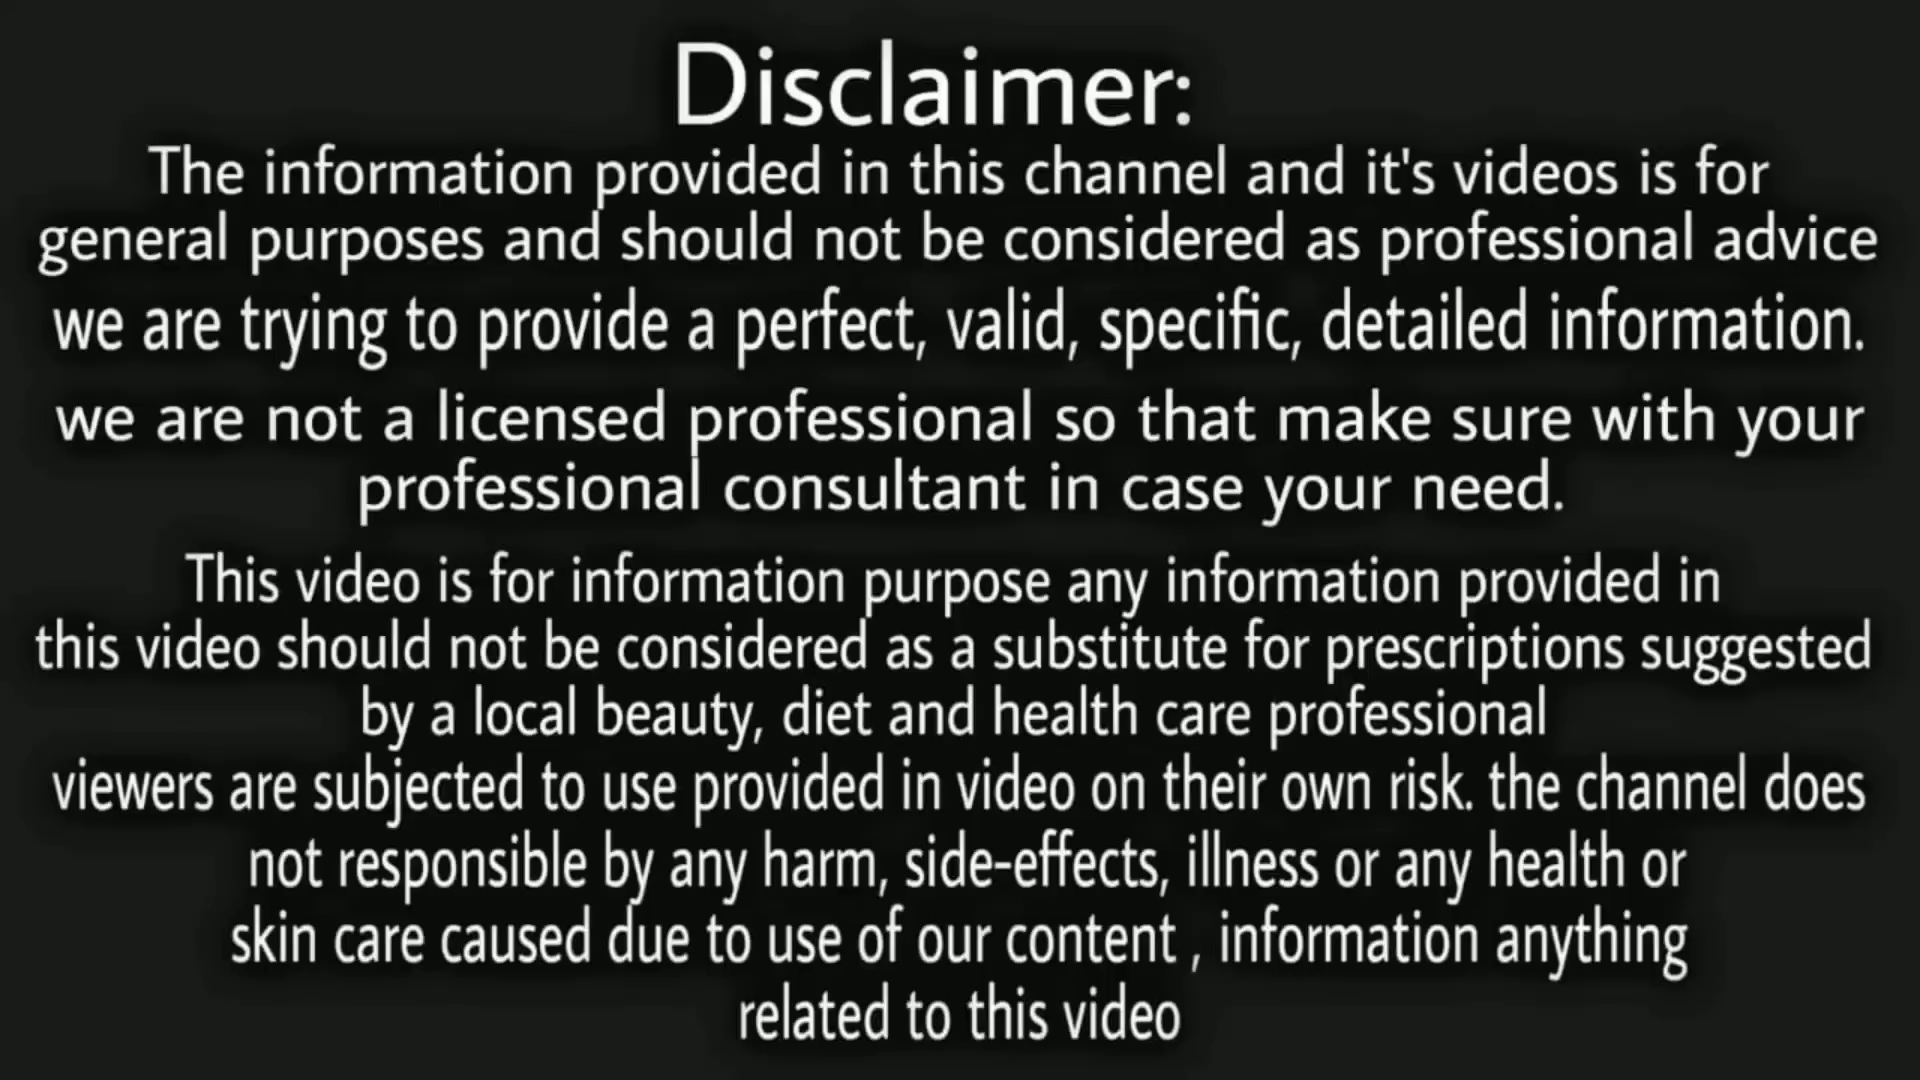 Disclaimer:
The information provided in this channel and it's videos is for
general purposes and should not be considered as professional advice
we are trying to provide a perfect, valid, specific, detailed information.
we are not a licensed professional so that make sure with your
professional consultant in case your need.
This video is for information purpose any information provided in
this video should not be considered as a substitute for prescriptions suggested
by a local beauty, diet and health care professional
viewers are subjected to use provided in video on their own risk. the channel does
not responsible by any harm, side-effects, illness or any health or
skin care caused due to use of our content , information anything
related to this video